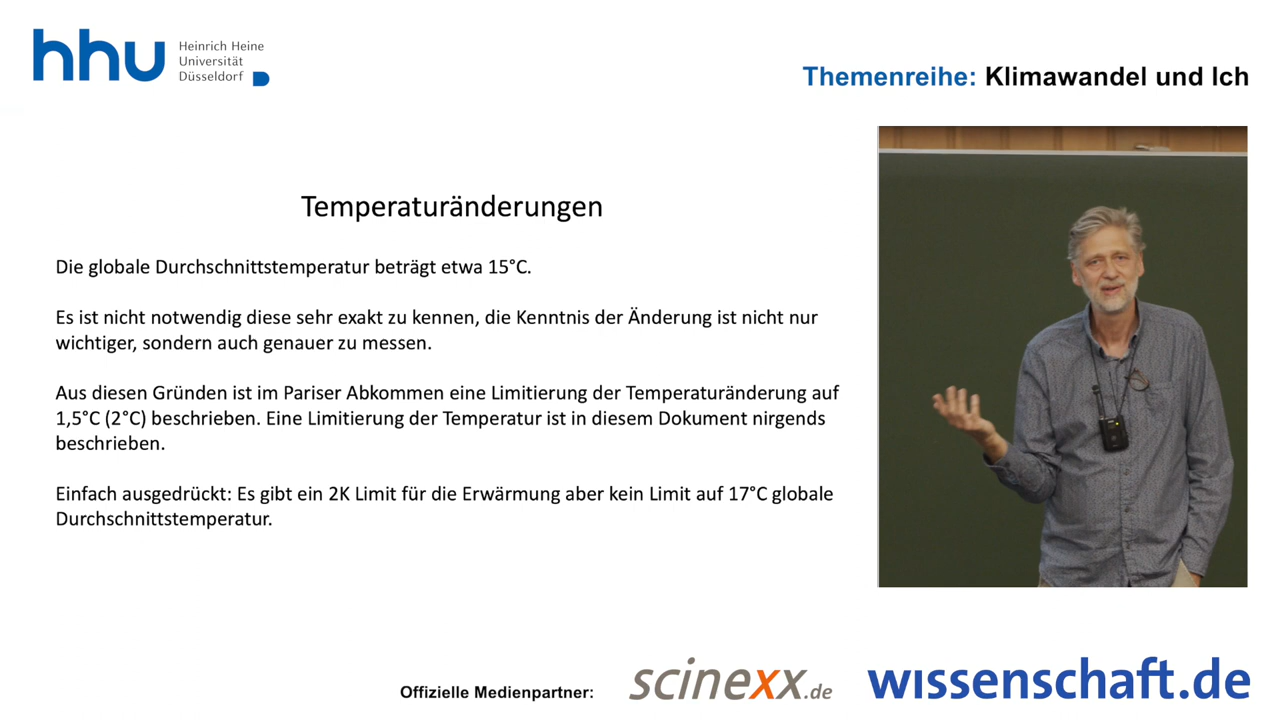 hhu
Heinrich Heine
Universität
Düsseldorf
Themenreihe: Klimawandel und Ich
Temperaturänderungen
Die globale Durchschnittstemperatur beträgt etwa 15°C.
Es ist nicht notwendig diese sehr exakt zu kennen, die Kenntnis der Änderung ist nicht nur
wichtiger, sondern auch genauer zu messen.
Aus diesen Gründen ist im Pariser Abkommen eine Limitierung der Temperaturänderung auf
1,5°C (2°C) beschrieben. Eine Limitierung der Temperatur ist in diesem Dokument nirgends
beschrieben.
Einfach ausgedrückt: Es gibt ein 2K Limit für die Erwärmung aber kein Limit auf 17°C globale
Durchschnittstemperatur.
Offizielle Medienpartner:
scinexx.de
wissenschaft.de